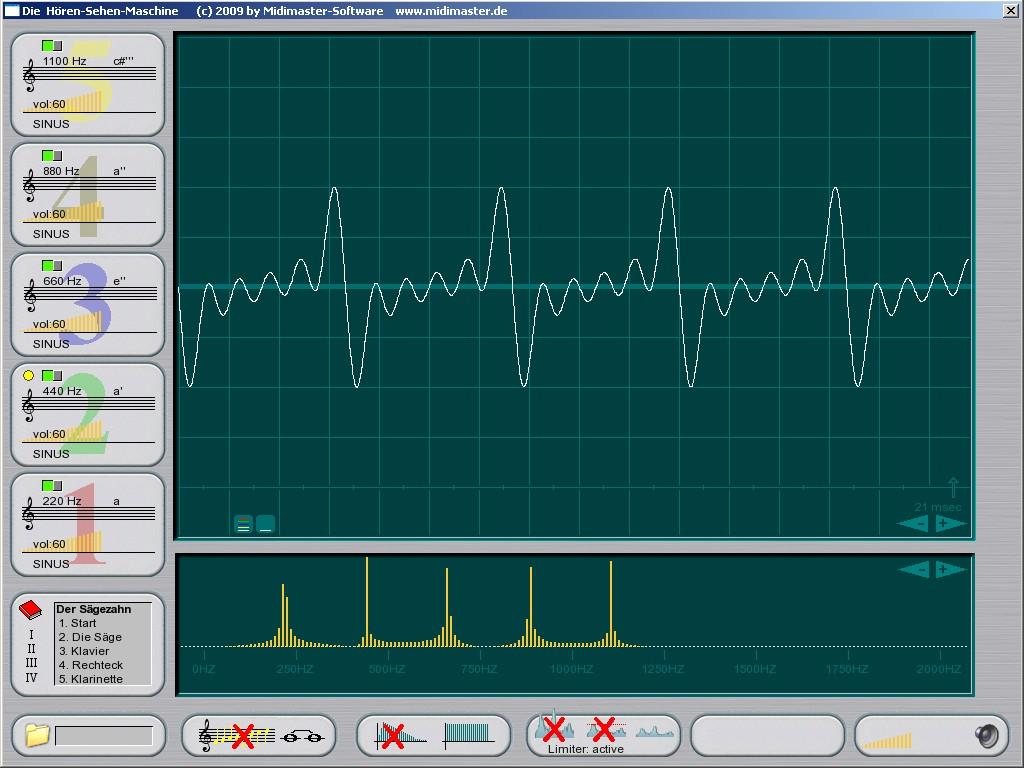 Die Hören-Sehen-Maschine (c) 2009 by Midimaster-Software www.midimaster.de
5
1100 Hz c#'''
vol:60
SINUS
4
880 Hz a''
vol:60
SINUS
3
660 Hz e''
vol:60
SINUS
2
440 Hz a'
vol:60
SINUS
1
220 Hz a
vol:60
SINUS
21 msec
- +
- +
0HZ 250HZ 500HZ 750HZ 1000HZ 1250HZ 1500HZ 1750HZ 2000HZ
Der Sägezahn
1. Start
I 2. Die Säge
II 3. Klavier
III 4. Rechteck
IV 5. Klarinette
Limiter: active